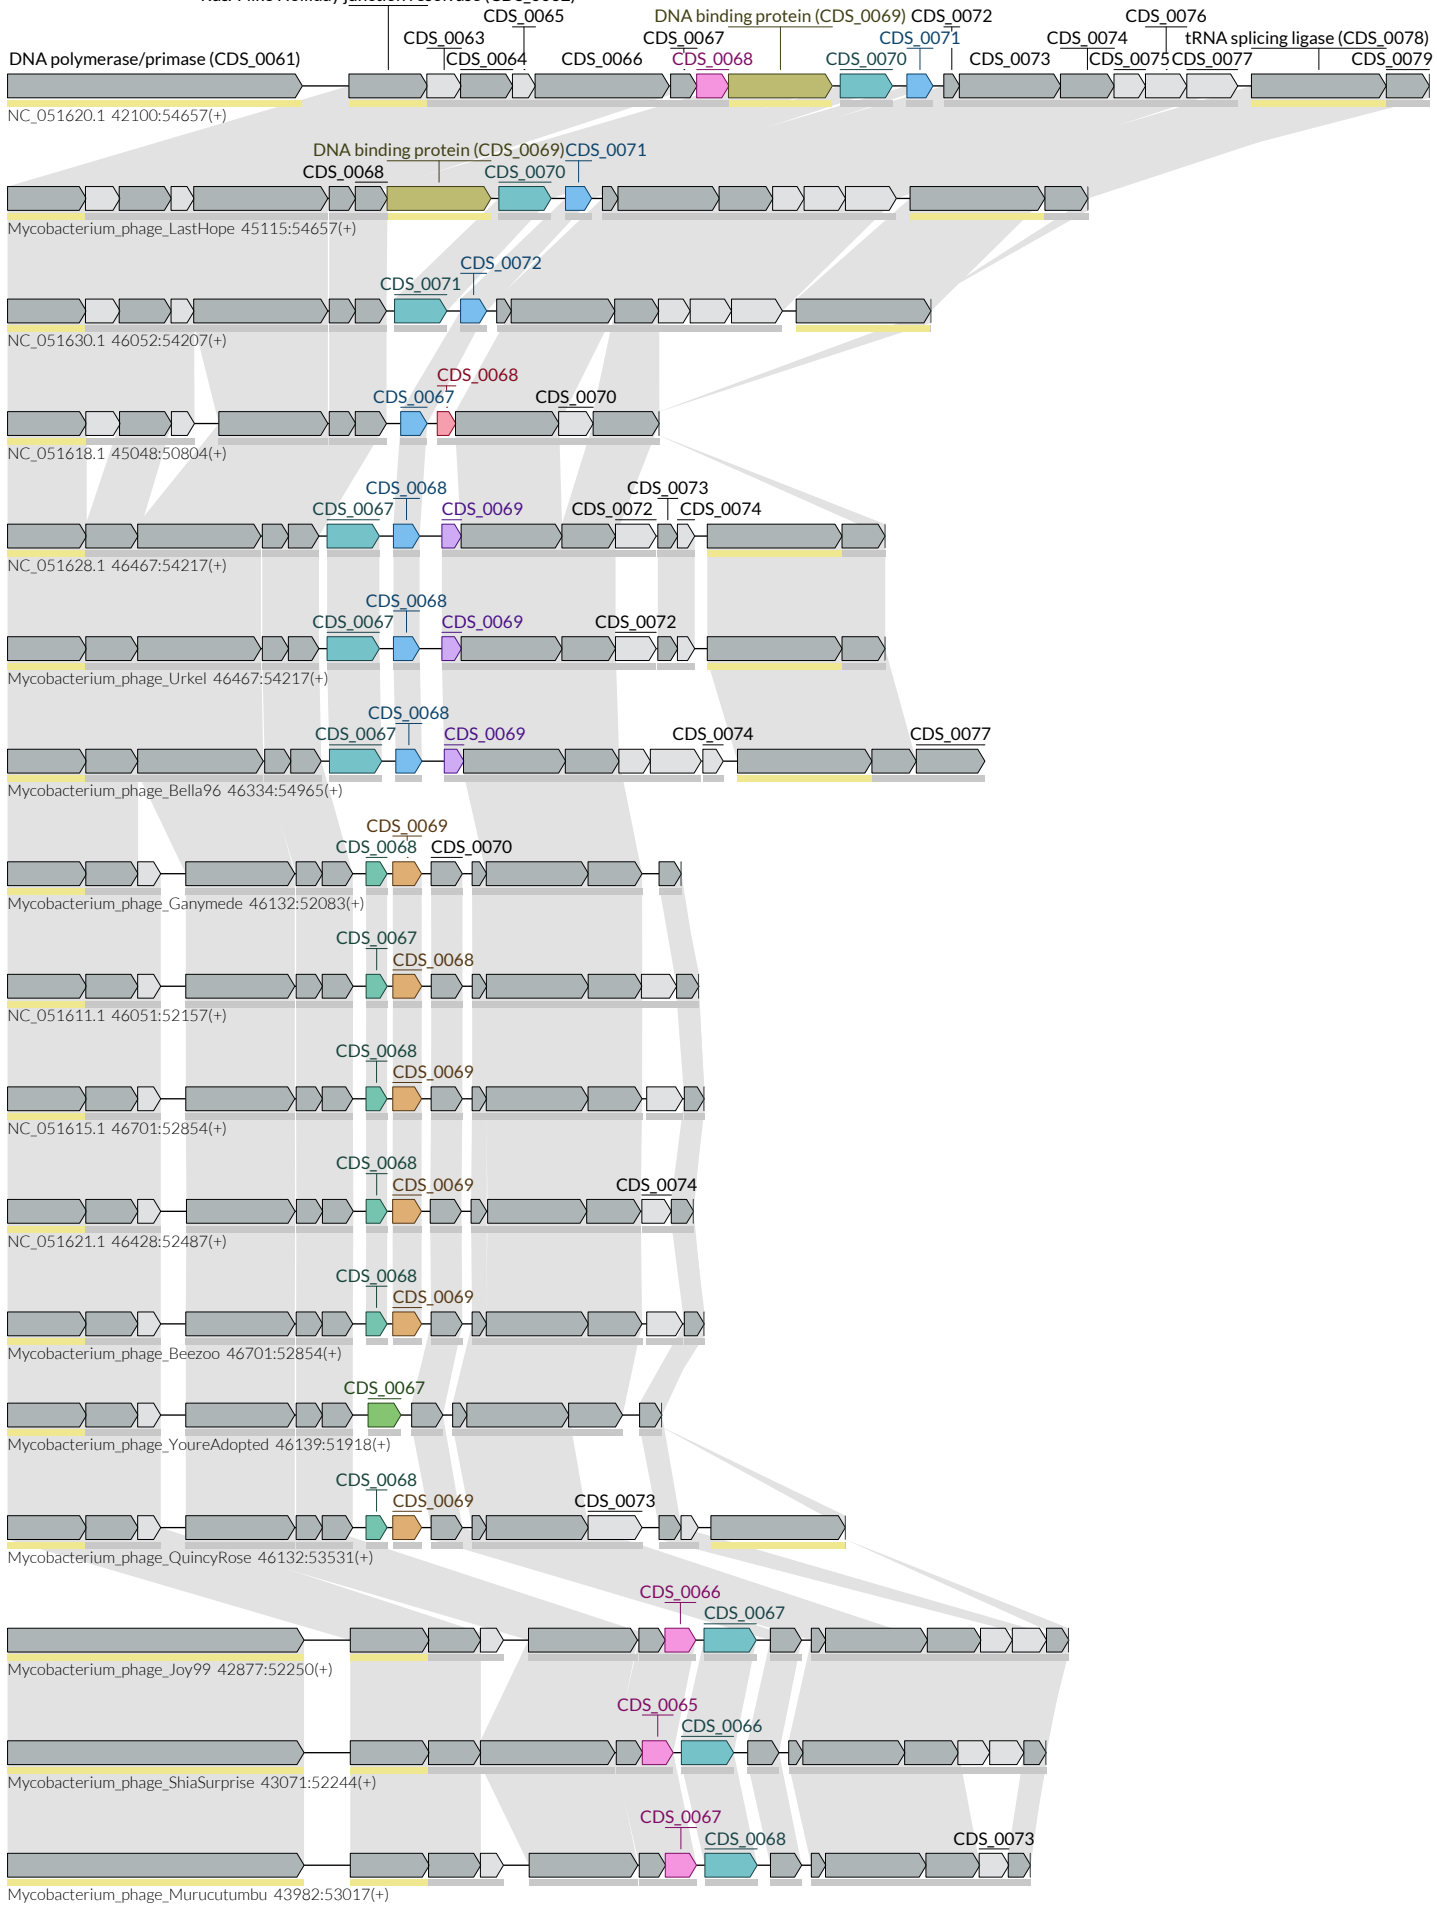 CDS_0065 DNA binding protein (CDS_0069) CDS_0072 CDS_0076
CDS_0063 CDS_0067 CDS_0071 CDS_0074 tRNA splicing ligase (CDS_0078)
DNA polymerase/primase (CDS_0061) CDS_0064 CDS_0066 CDS_0068 CDS_0070 CDS_0073 CDS_0075 CDS_0077 CDS_0079
NC_051620.1 42100:54657(+)
DNA binding protein (CDS_0069) CDS_0071
CDS_0068 CDS_0070
Mycobacterium_phage_LastHope 45115:54657(+)
CDS_0072
CDS_0071
NC_051630.1 46052:54207(+)
CDS_0068
CDS_0067 CDS_0070
NC_051618.1 45048:50804(+)
CDS_0068 CDS_0073
CDS_0067 CDS_0069 CDS_0072 CDS_0074
NC_051628.1 46467:54217(+)
CDS_0068
CDS_0067 CDS_0069 CDS_0072
Mycobacterium_phage_Urkel 46467:54217(+)
CDS_0068
CDS_0067 CDS_0069 CDS_0074 CDS_0077
Mycobacterium_phage_Bella96 46334:54965(+)
CDS_0069
CDS_0068 CDS_0070
Mycobacterium_phage_Ganymede 46132:52083(+)
CDS_0067
CDS_0068
NC_051611.1 46051:52157(+)
CDS_0068
CDS_0069
NC_051615.1 46701:52854(+)
CDS_0068
CDS_0069 CDS_0074
NC_051621.1 46428:52487(+)
CDS_0068
CDS_0069
Mycobacterium_phage_Beezoo 46701:52854(+)
CDS_0067
Mycobacterium_phage_YoureAdopted 46139:51918(+)
CDS_0068
CDS_0069 CDS_0073
Mycobacterium_phage_QuincyRose 46132:53531(+)
CDS_0066
CDS_0067
Mycobacterium_phage_Joy99 42877:52250(+)
CDS_0065
CDS_0066
Mycobacterium_phage_ShiaSurprise 43071:52244(+)
CDS_0067
CDS_0068 CDS_0073
Mycobacterium_phage_Murucutumbu 43982:53017(+)